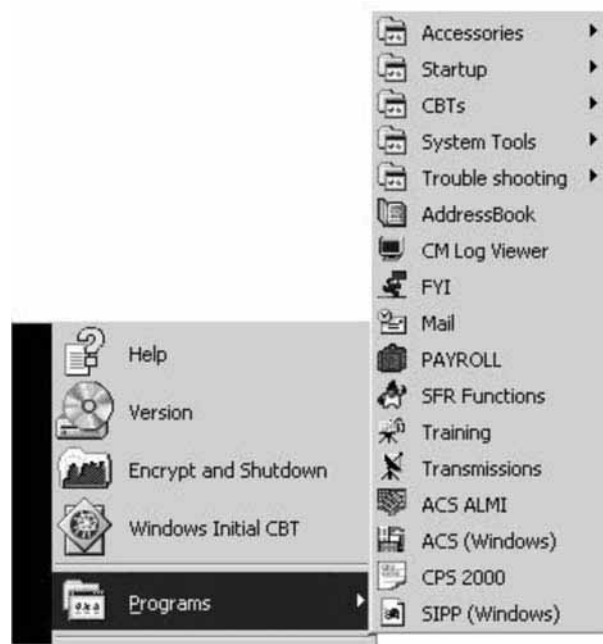 Accessories
Startup
CBTs
System Tools
Trouble shooting
AddressBook
CM Log Viewer
FYI
Mail
PAYROLL
SFR Functions
Training
Transmissions
ACS ALMI
ACS (Windows)
CPS 2000
SIPP (Windows)
Help
Version
Encrypt and Shutdown
Windows Initial CBT
Programs